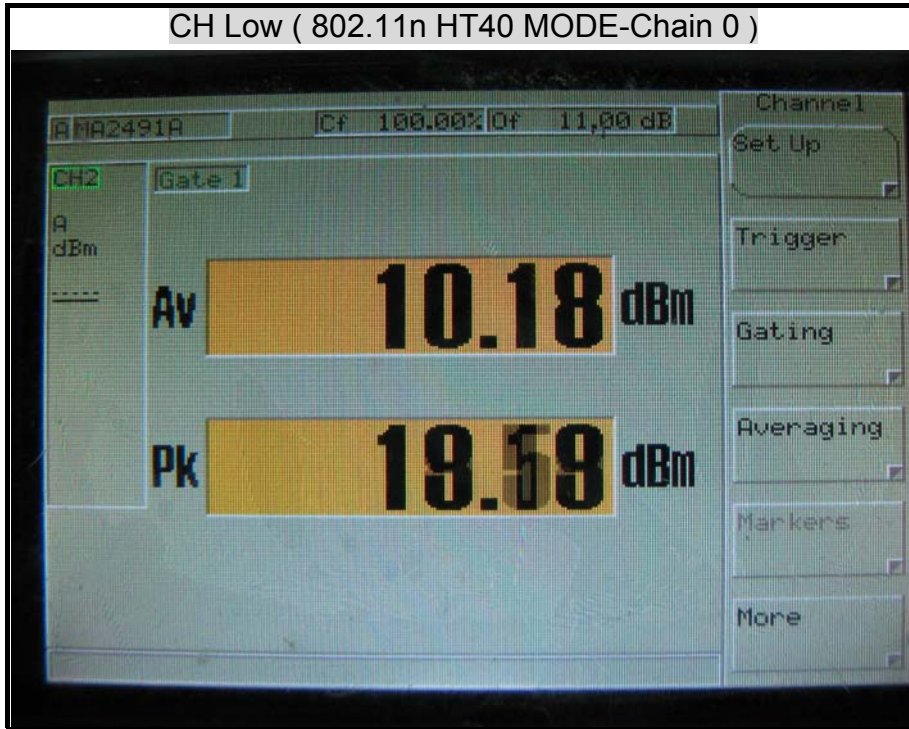 CH Low ( 802.11n HT40 MODE-Chain 0 )
A MA2491A Cf 100.00% Of 11,00 dB
Channel
Set Up
CH2 Gate 1
A
dBm
-----
Trigger
Av 10.18 dBm
Gating
Averaging
Pk dBm
Markers
More